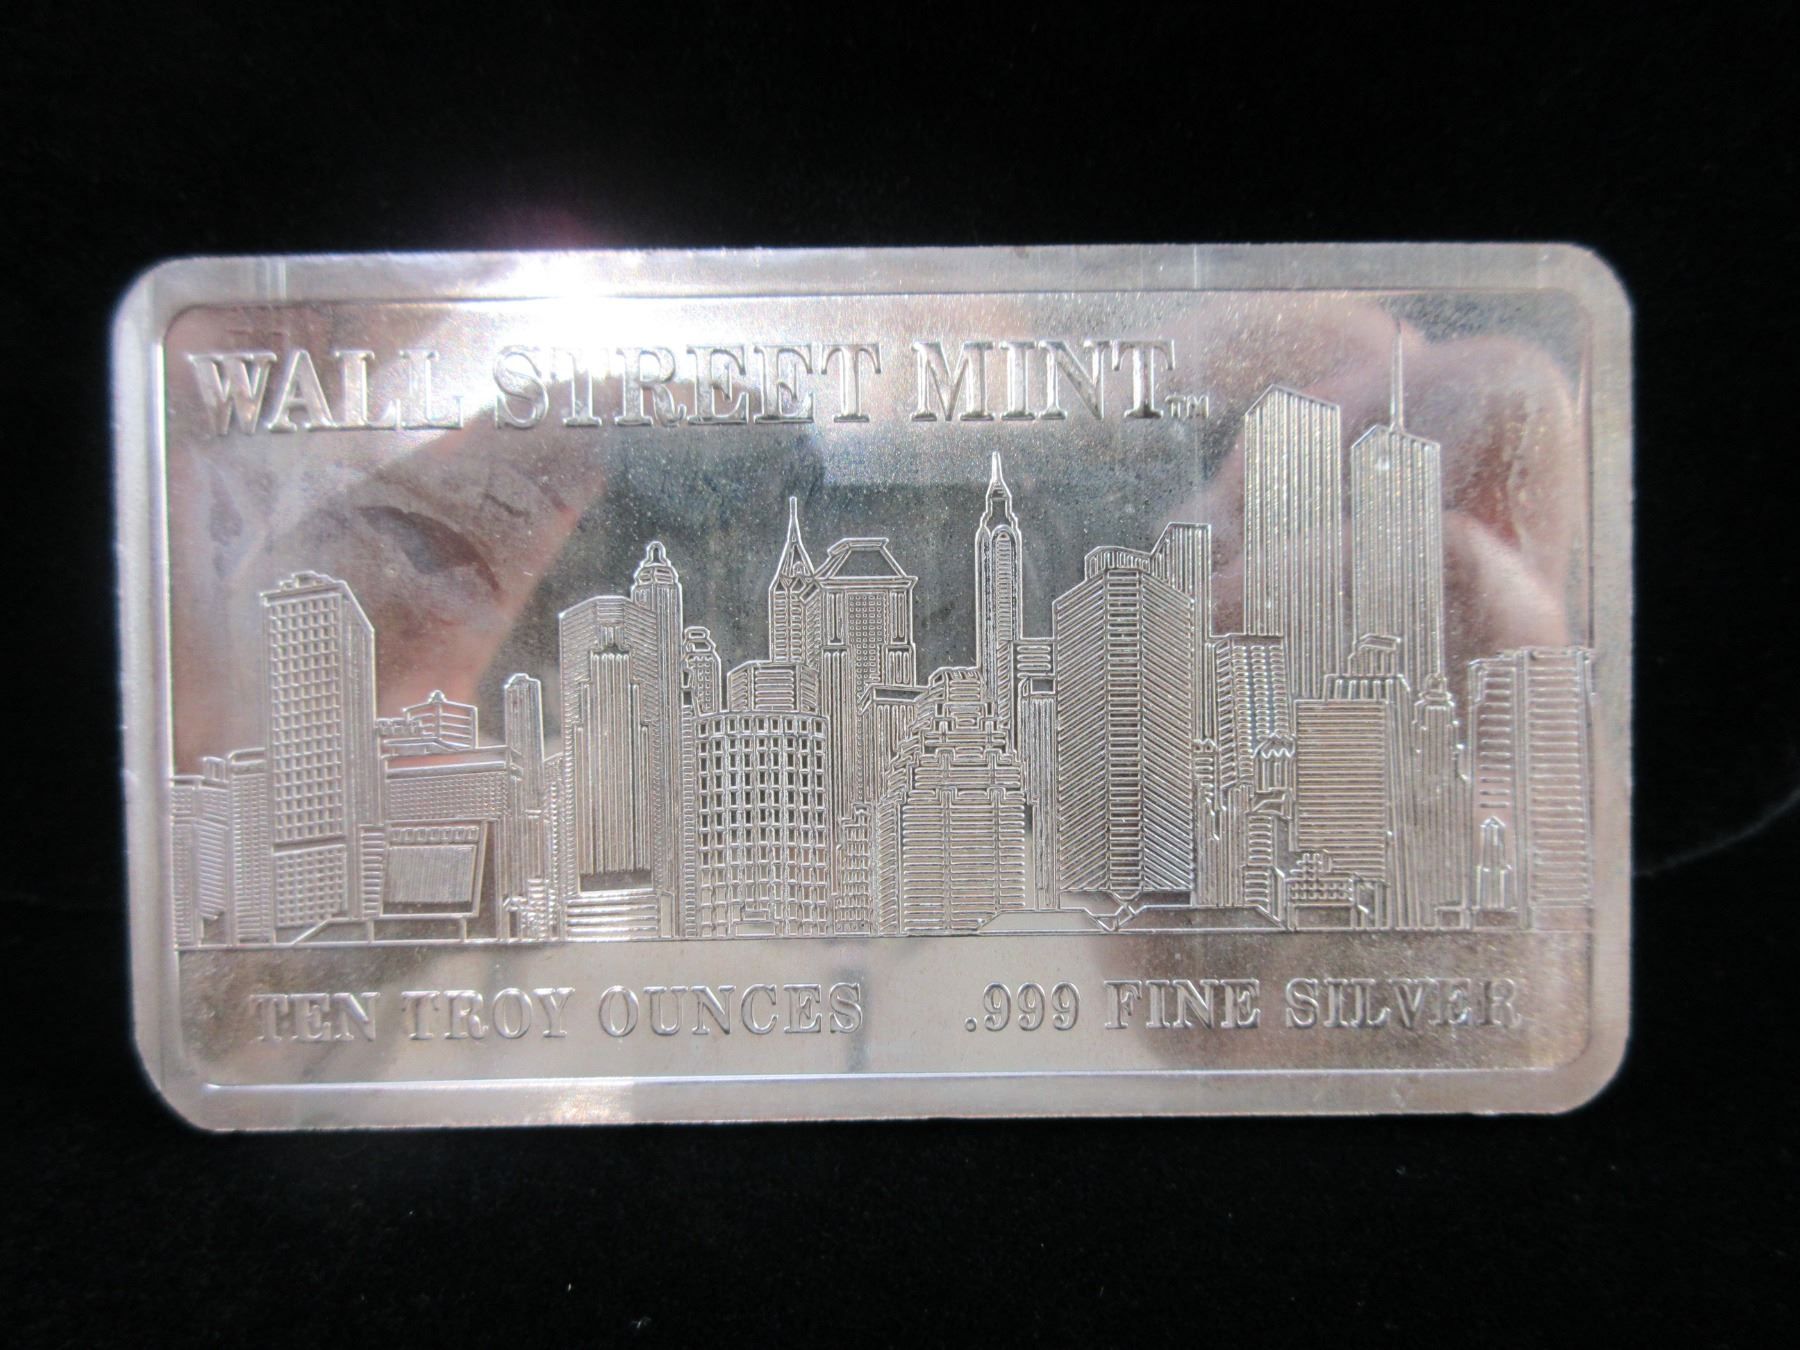 WALL STREET MINT™
TEN TROY OUNCES .999 FINE SILVER